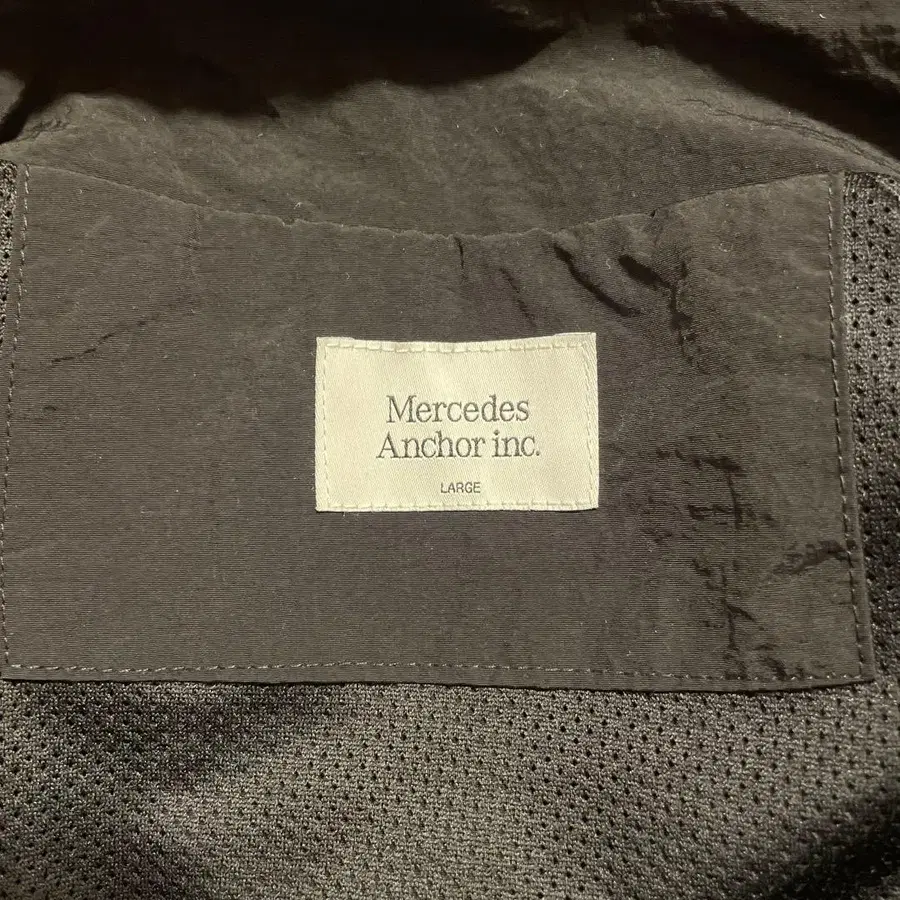 Mercedes
Anchor inc.
LARGE